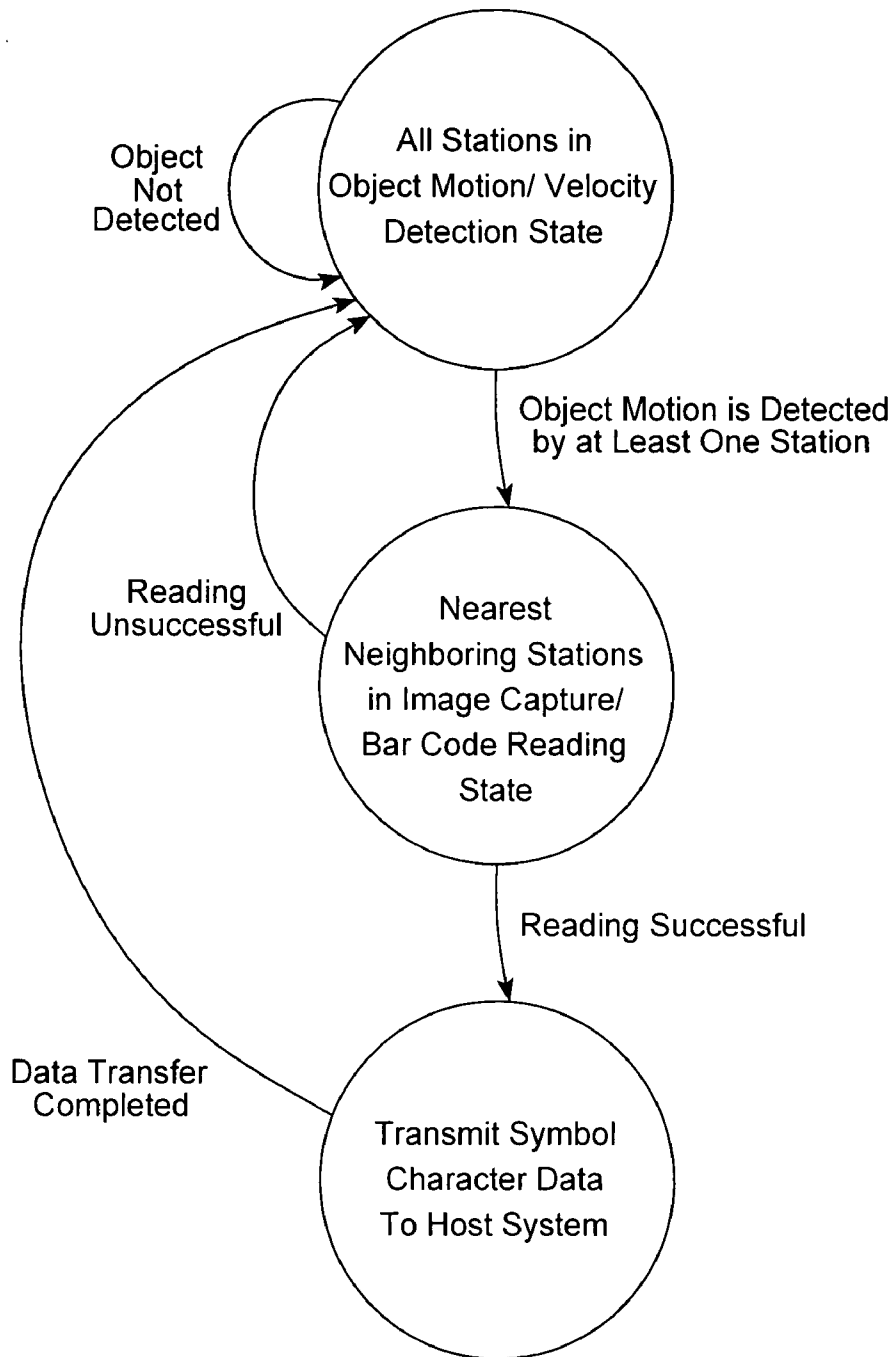 All Stations in
Object Motion/ Velocity
Detection State
Object
Not
Detected
Object Motion is Detected
by at Least One Station
Reading
Unsuccessful
Nearest
Neighboring Stations
in Image Capture/
Bar Code Reading
State
Reading Successful
Data Transfer
Completed
Transmit Symbol
Character Data
To Host System